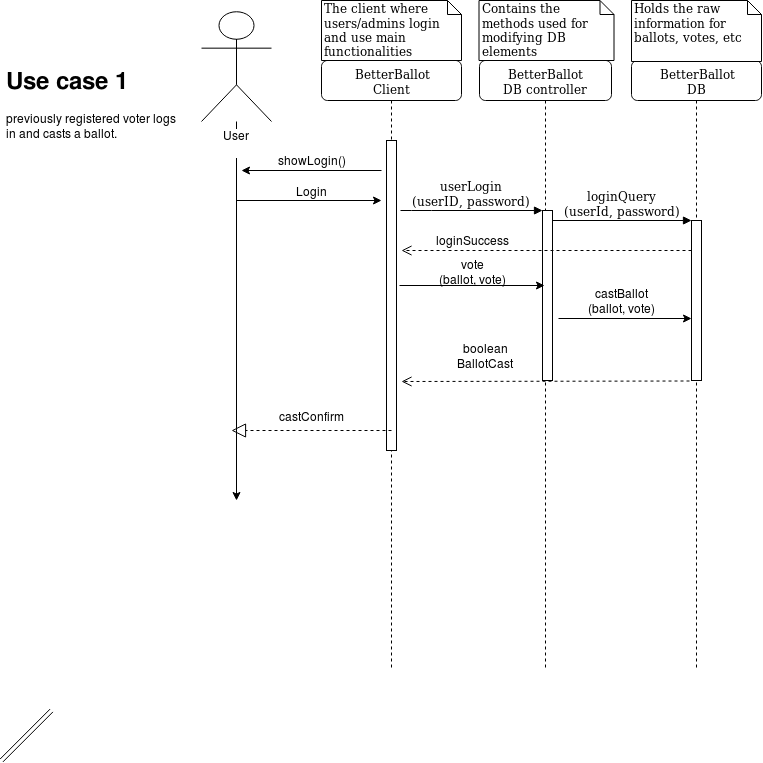 The client where
users/admins login
and use main
functionalities
Contains the
methods used for
modifying DB
elements
Holds the raw
information for
ballots, votes, etc
BetterBallot
Client
BetterBallot
DB controller
BetterBallot
DB
Use case 1
previously registered voter logs
in and casts a ballot.
User
showLogin()
Login
userLogin
(userID, password)
loginQuery
(userId, password)
loginSuccess
vote
(ballot, vote)
castBallot
(ballot, vote)
boolean
BallotCast
castConfirm